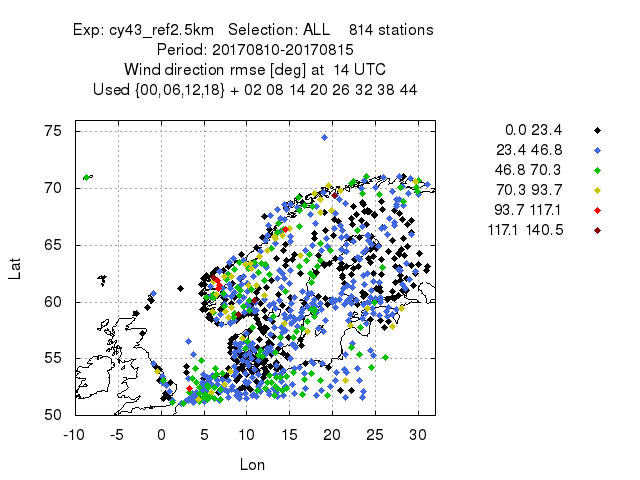 Exp: cy43_ref2.5km   Selection: ALL    814 stations
Period: 20170810-20170815
Wind direction rmse [deg] at  14 UTC
Used {00,06,12,18} + 02 08 14 20 26 32 38 44
0.0 23.4
23.4 46.8
46.8 70.3
70.3 93.7
93.7 117.1
117.1 140.5
75
70
65
60
55
50
Lat
-10 -5 0 5 10 15 20 25 30
Lon